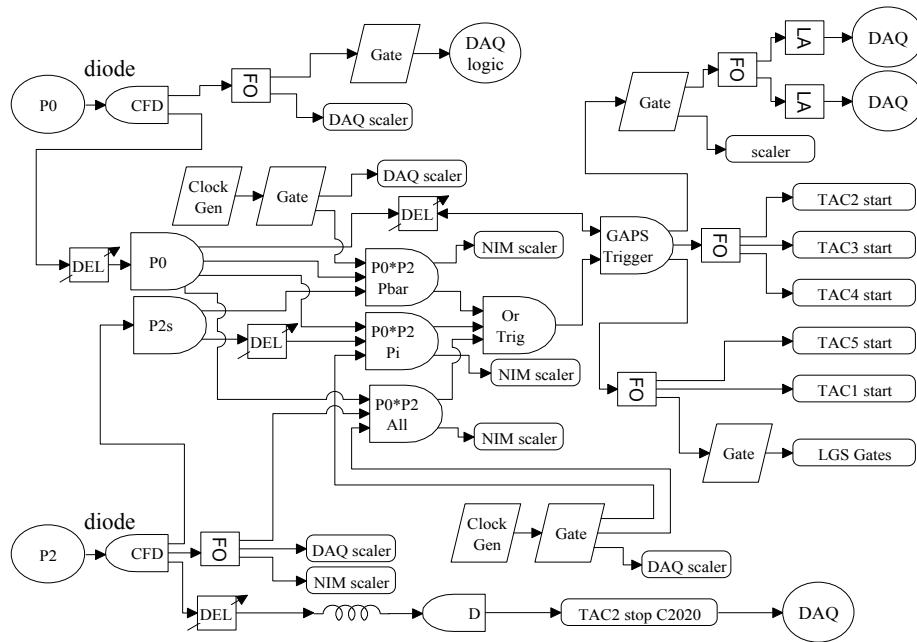 DAQ
logic
Gate
LA
DAQ
FO
diode
P0
CFD
FO
DAQ scaler
Gate
LA
DAQ
scaler
Clock
Gen
Gate
DAQ scaler
DEL
TAC2 start
GAPS
Trigger
FO
TAC3 start
TAC4 start
DEL
P0
NIM scaler
P0*P2
Pbar
P2s
DEL
P0*P2
Pi
Or
Trig
NIM scaler
TAC5 start
FO
TAC1 start
P0*P2
All
NIM scaler
Gate
LGS Gates
diode
P2
CFD
FO
DAQ scaler
NIM scaler
Clock
Gen
Gate
DAQ scaler
DEL
D
TAC2 stop C2020
DAQ